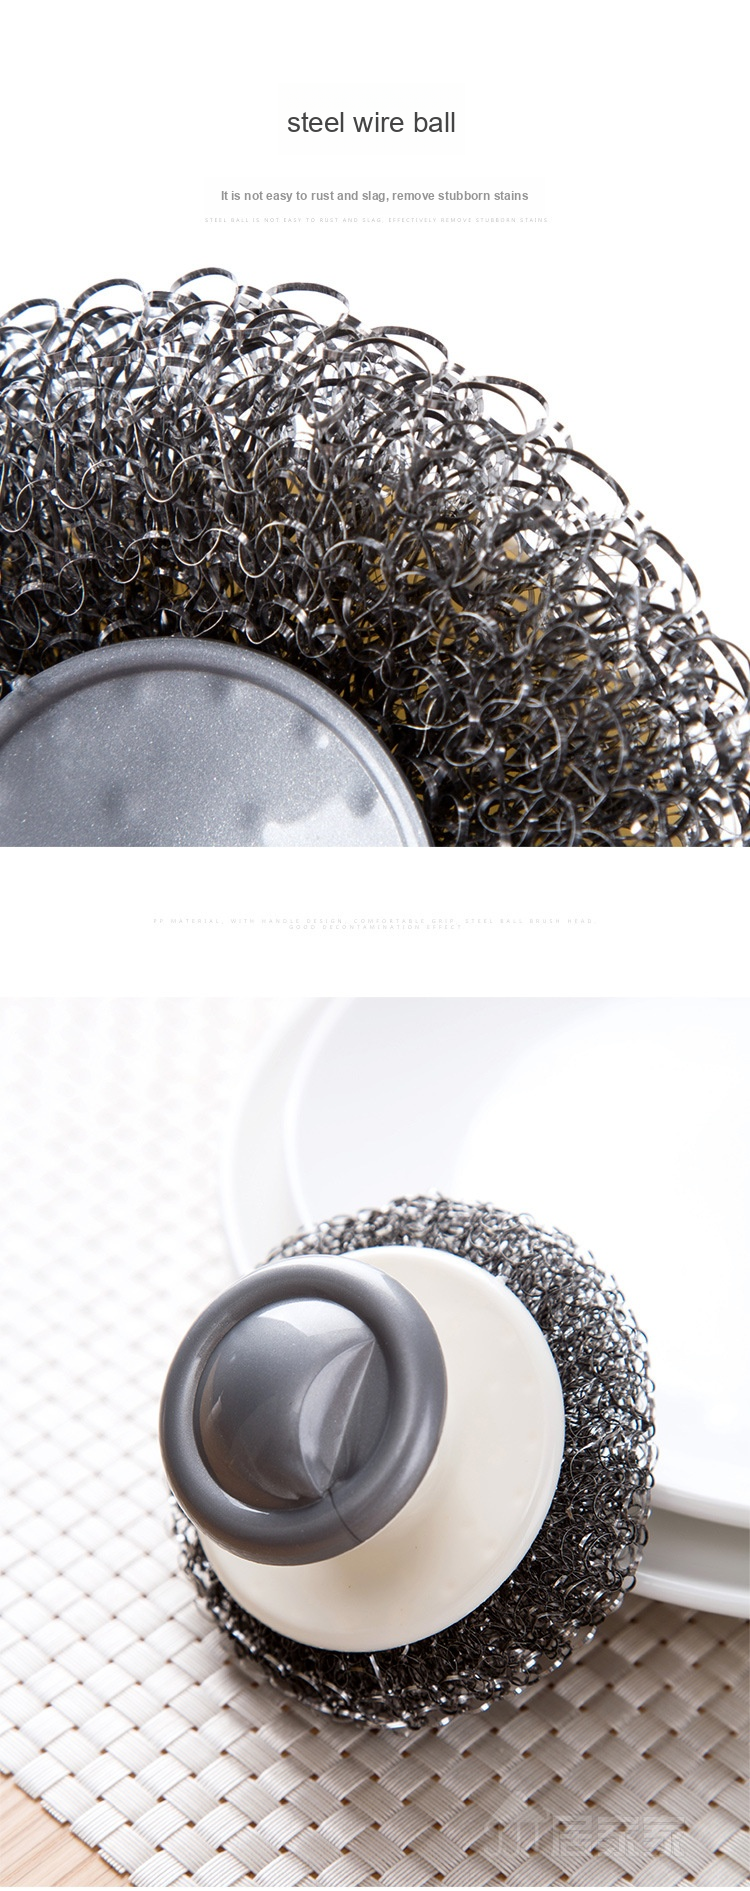 steel wire ball
It is not easy to rust and slag, remove stubborn stains
STEEL BALL IS NOT EASY TO RUST AND SLAG, EFFECTIVELY REMOVE STUBBORN STAINS
PP MATERIAL, WITH HANDLE DESIGN, COMFORTABLE GRIP, STEEL BALL BRUSH HEAD
GOOD DECONTAMINATION EFFECT